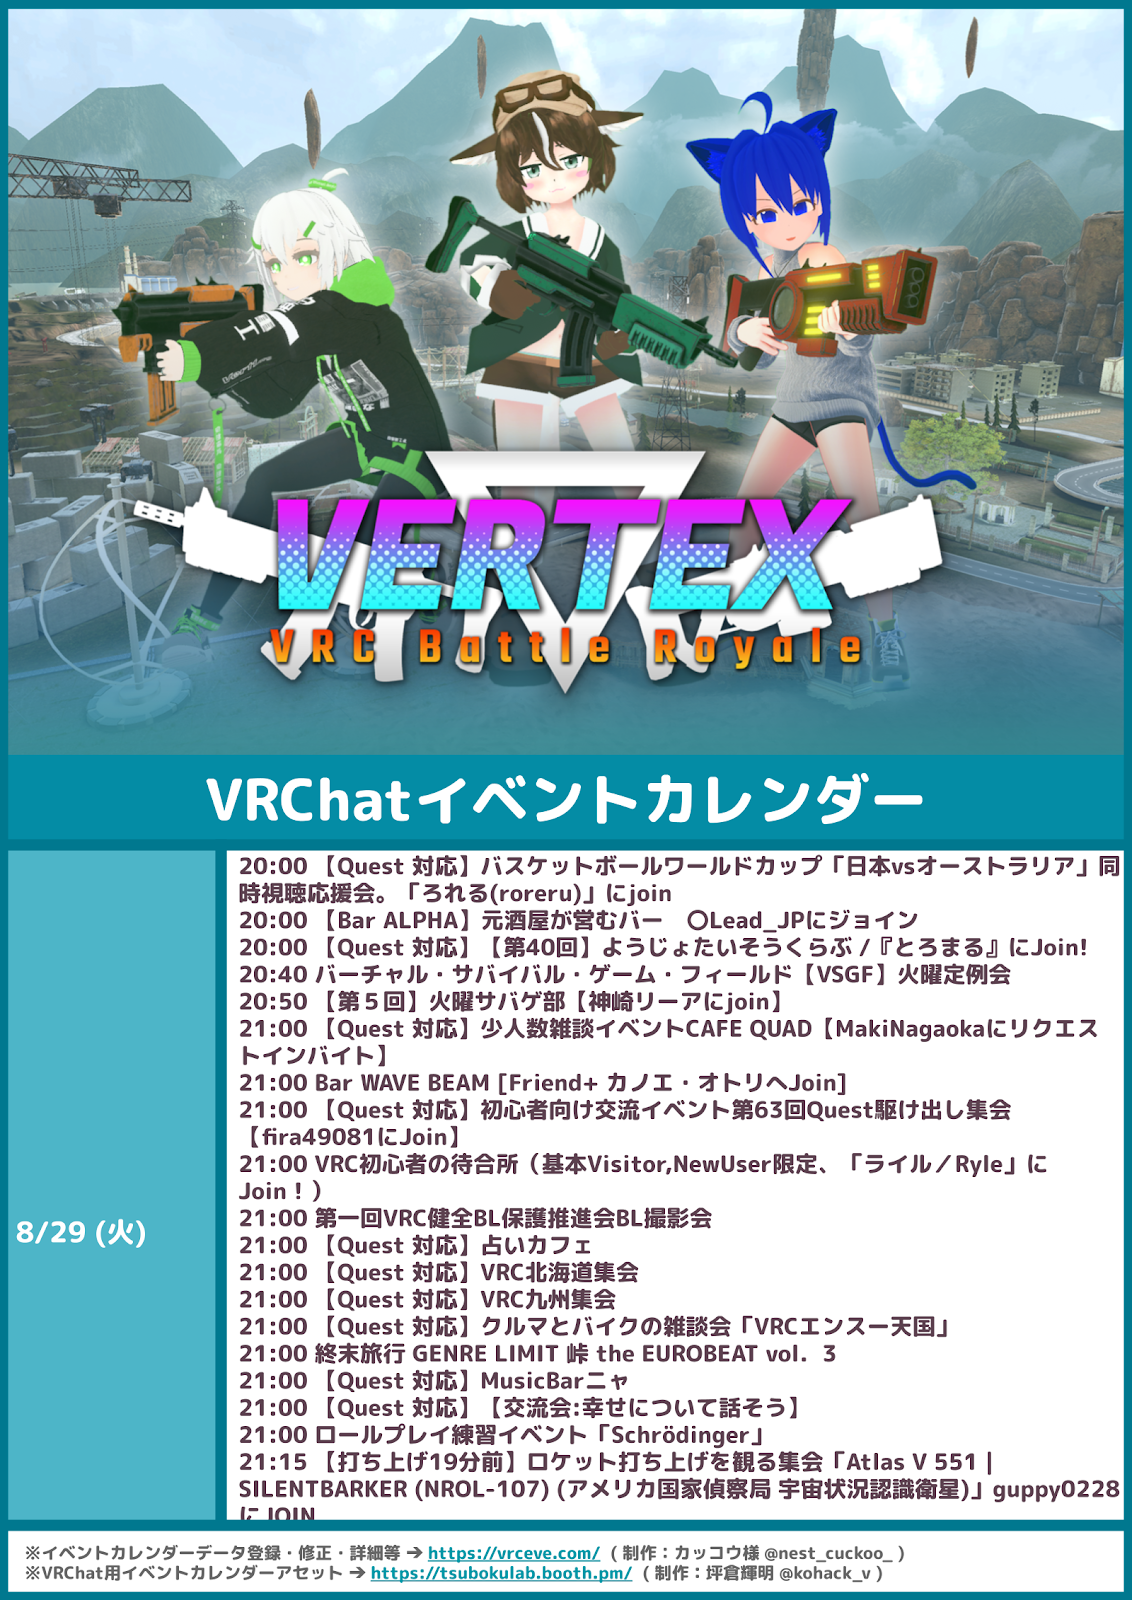 VERTEX
VRC Battle Royale
VRChatイベントカレンダー
8/29 (火)
20:00 【Quest 対応】バスケットボールワールドカップ「日本vsオーストラリア」同
時視聴応援会。「ろれる(roreru)」にjoin
20:00 【Bar ALPHA】元酒屋が営むバー　〇Lead_JPにジョイン
20:00 【Quest 対応】【第40回】ようじょたいそうくらぶ /『とろまる』にJoin!
20:40 バーチャル・サバイバル・ゲーム・フィールド【VSGF】火曜定例会
20:50 【第５回】火曜サバゲ部【神崎リーアにjoin】
21:00 【Quest 対応】少人数雑談イベントCAFE QUAD【MakiNagaokaにリクエス
トインバイト】
21:00 Bar WAVE BEAM [Friend+ カノエ・オトリへJoin]
21:00 【Quest 対応】初心者向け交流イベント第63回Quest駆け出し集会
【fira49081にJoin】
21:00 VRC初心者の待合所（基本Visitor,NewUser限定、「ライル／Ryle」に
Join！）
21:00 第一回VRC健全BL保護推進会BL撮影会
21:00 【Quest 対応】占いカフェ
21:00 【Quest 対応】VRC北海道集会
21:00 【Quest 対応】VRC九州集会
21:00 【Quest 対応】クルマとバイクの雑談会「VRCエンスー天国」
21:00 終末旅行 GENRE LIMIT 峠 the EUROBEAT vol．3
21:00 【Quest 対応】MusicBarニャ
21:00 【Quest 対応】【交流会:幸せについて話そう】
21:00 ロールプレイ練習イベント「Schrödinger」
21:15 【打ち上げ19分前】ロケット打ち上げを観る集会「Atlas V 551 |
SILENTBARKER (NROL-107) (アメリカ国家偵察局 宇宙状況認識衛星)」guppy0228
にJOIN
※イベントカレンダーデータ登録・修正・詳細等 → https://vrceve.com/ ( 制作：カッコウ様 @nest_cuckoo_ )
※VRChat用イベントカレンダーアセット → https://tsubokulab.booth.pm/ ( 制作：坪倉輝明 @kohack_v )